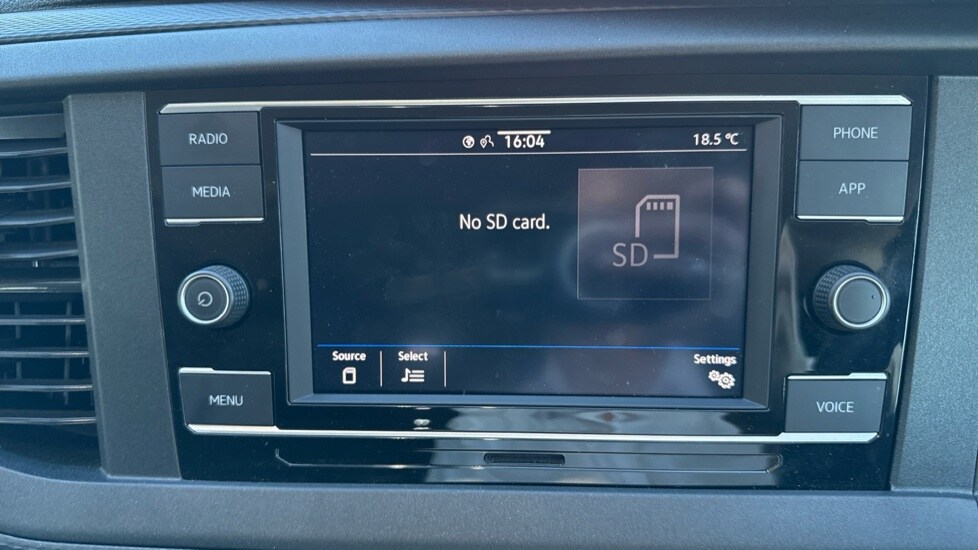 RADIO
MEDIA
MENU
16:04
18.5 °C
No SD card.
SD
Source
Select
Settings
PHONE
APP
VOICE